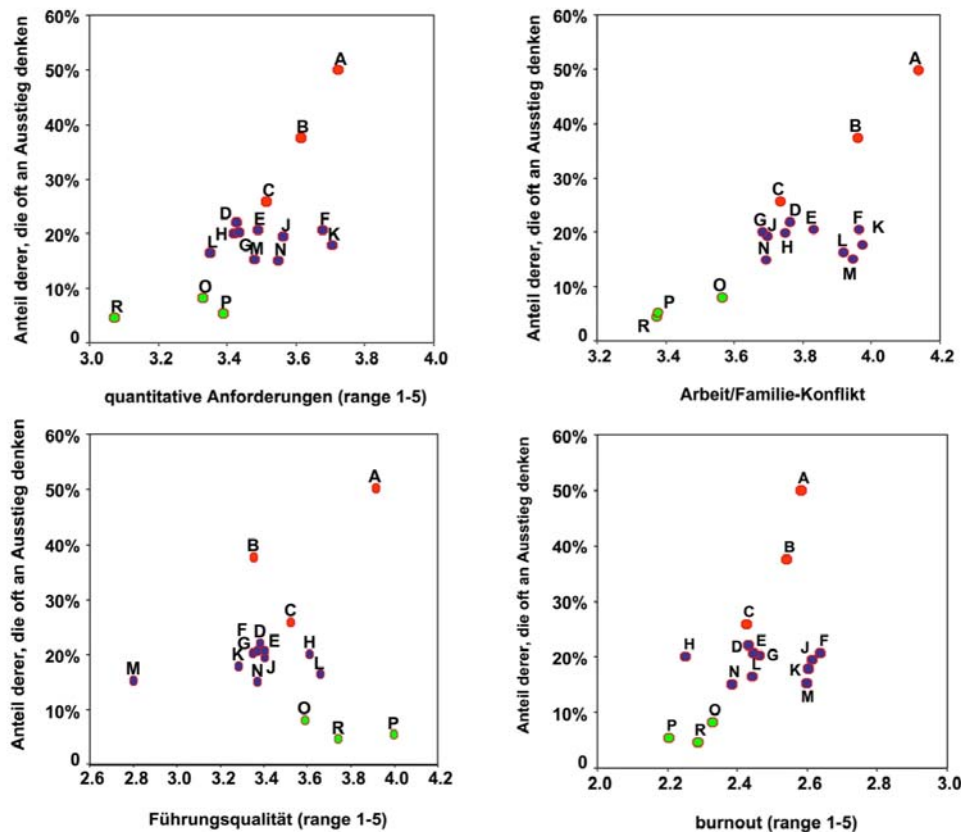 Anteil derer, die oft an Ausstieg denken
60%
50%
40%
30%
20%
10%
0
A
B
C
D
E
J
F
H
L
G
M
N
K
O
P
R
3.0 3.2 3.4 3.6 3.8 4.0
quantitative Anforderungen (range 1-5)
Anteil derer, die oft an Ausstieg denken
60%
50%
40%
30%
20%
10%
0
A
B
C
D
G
J
E
F
K
N
H
L
M
O
P
R
3.2 3.4 3.6 3.8 4.0 4.2
Arbeit/Familie-Konflikt
Anteil derer, die oft an Ausstieg denken
60%
50%
40%
30%
20%
10%
0
A
B
C
F
D
G
E
H
K
J
L
M
N
O
R
P
2.6 2.8 3.0 3.2 3.4 3.6 3.8 4.0 4.2
Führungsqualität (range 1-5)
Anteil derer, die oft an Ausstieg denken
60%
50%
40%
30%
20%
10%
0
A
B
C
H
D
E
G
J
F
N
L
K
M
O
P
R
2.0 2.2 2.4 2.6 2.8 3.0
burnout (range 1-5)